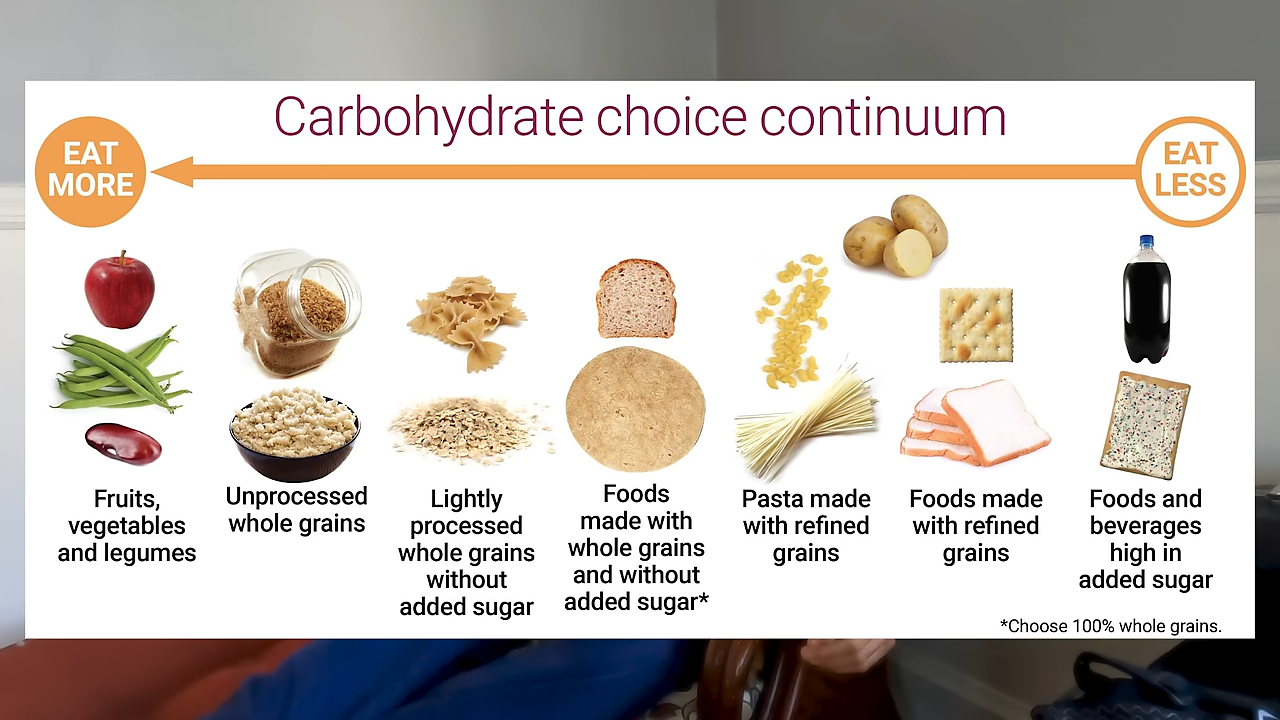 Carbohydrate choice continuum
EAT
MORE
EAT
LESS
Fruits,
vegetables
and legumes
Unprocessed
whole grains
Lightly
processed
whole grains
without
added sugar
Foods
made with
whole grains
and without
added sugar*
Pasta made
with refined
grains
Foods made
with refined
grains
Foods and
beverages
high in
added sugar
*Choose 100% whole grains.